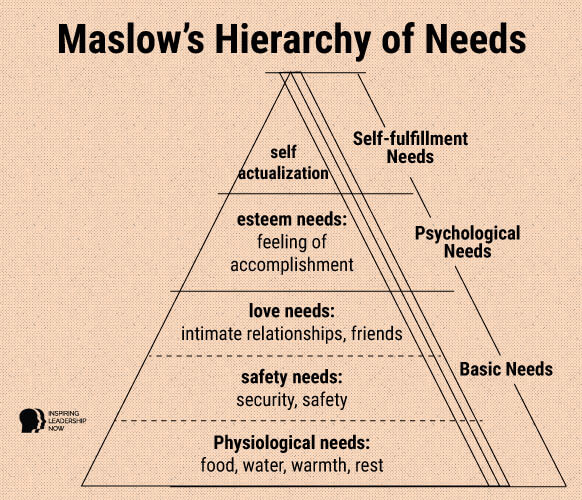 Maslow's Hierarchy of Needs
self
actualization
Self-fulfillment
Needs
esteem needs:
feeling of
accomplishment
Psychological
Needs
love needs:
intimate relationships, friends
safety needs:
security, safety
Basic Needs
Physiological needs:
food, water, warmth, rest
INSPIRING
LEADERSHIP
NOW